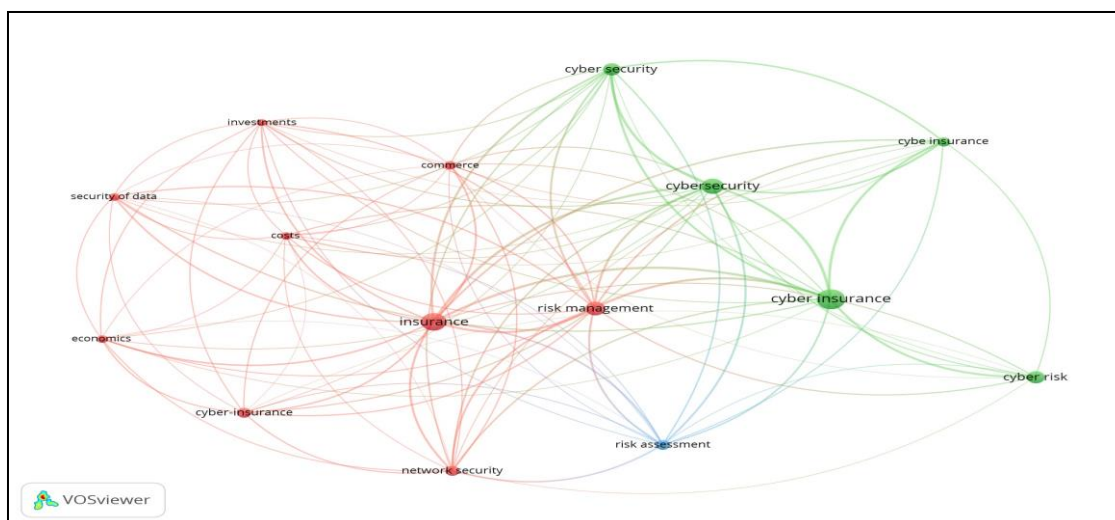 cyber security
investments
cybe insurance
commerce
cybersecurity
security of data
costs
cyber insurance
risk management
insurance
economics
cyber risk
cyber-insurance
risk assessment
network security
VOSviewer